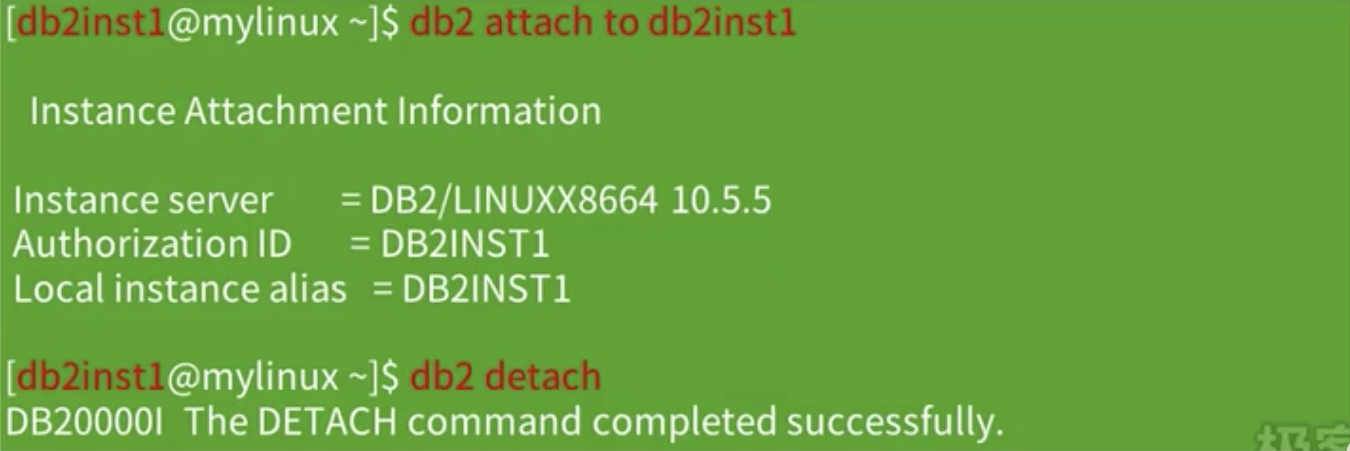 [db2inst1@mylinux ~]$ db2 attach to db2inst1
Instance Attachment Information
Instance server = DB2/LINUXX8664 10.5.5
Authorization ID = DB2INST1
Local instance alias = DB2INST1
[db2inst1@mylinux ~]$ db2 detach
DB20000I The DETACH command completed successfully.